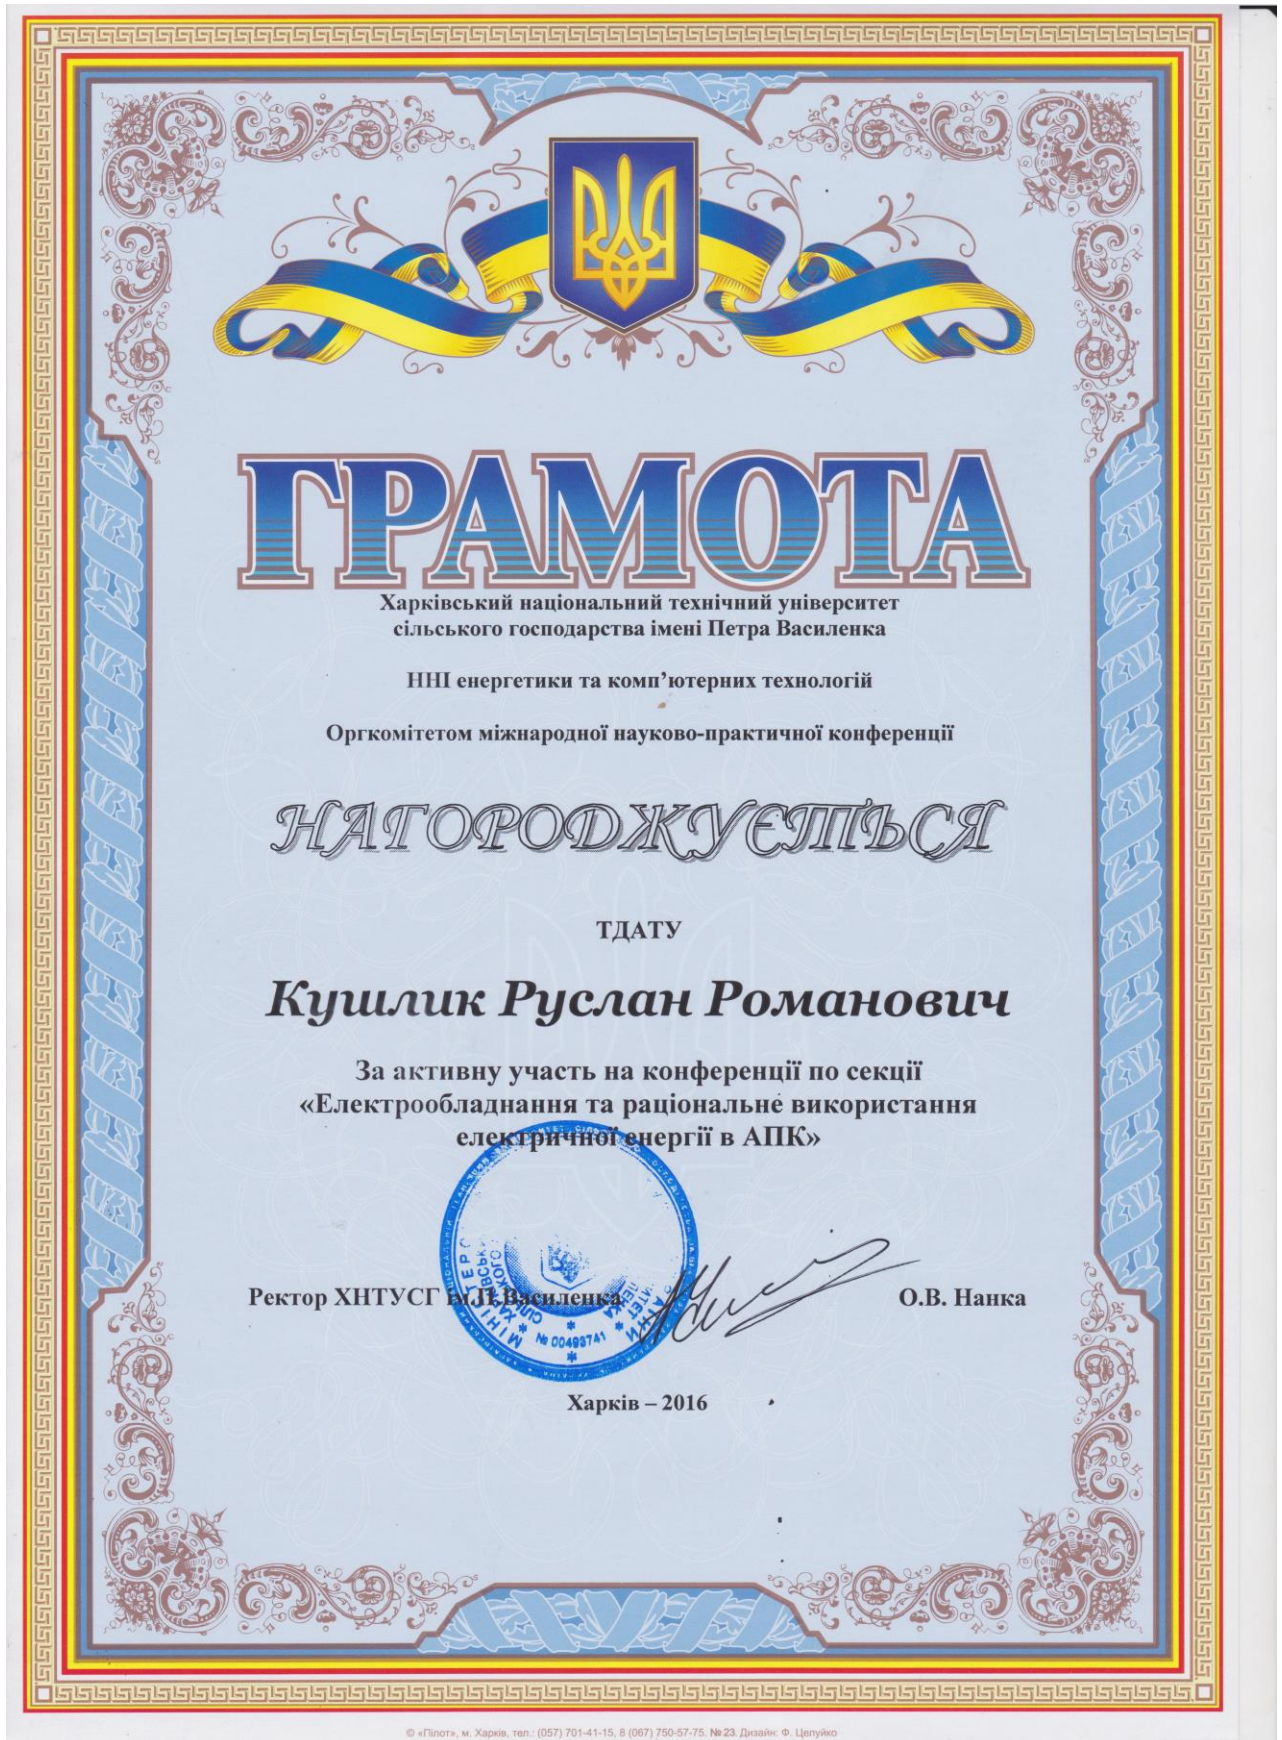 ГРАМОТА
Харківський національний технічний університет
сільського господарства імені Петра Василенка
ННІ енергетики та комп’ютерних технологій
Оргкомітетом міжнародної науково-практичної конференції
НАГОРОДЖУЄТЬСЯ
ТДАТУ
Кушлик Руслан Романович
За активну участь на конференції по секції
«Електрообладнання та раціональне використання
електричної енергії в АПК»
Ректор ХНТУСГ ім.П.Василенка
О.В. Нанка
№ 00493741
Харків – 2016
© «Пілот», м. Харків, тел.: (057) 701-41-15, 8 (067) 750-57-75. № 23. Дизайн: Ф. Цепуйко